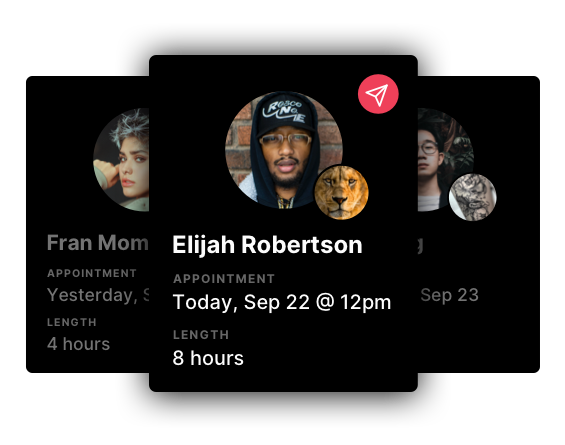 Fran Mom
APPOINTMENT
Yesterday, S
LENGTH
4 hours
Elijah Robertson
APPOINTMENT
Today, Sep 22 @ 12pm
LENGTH
8 hours
g
Sep 23